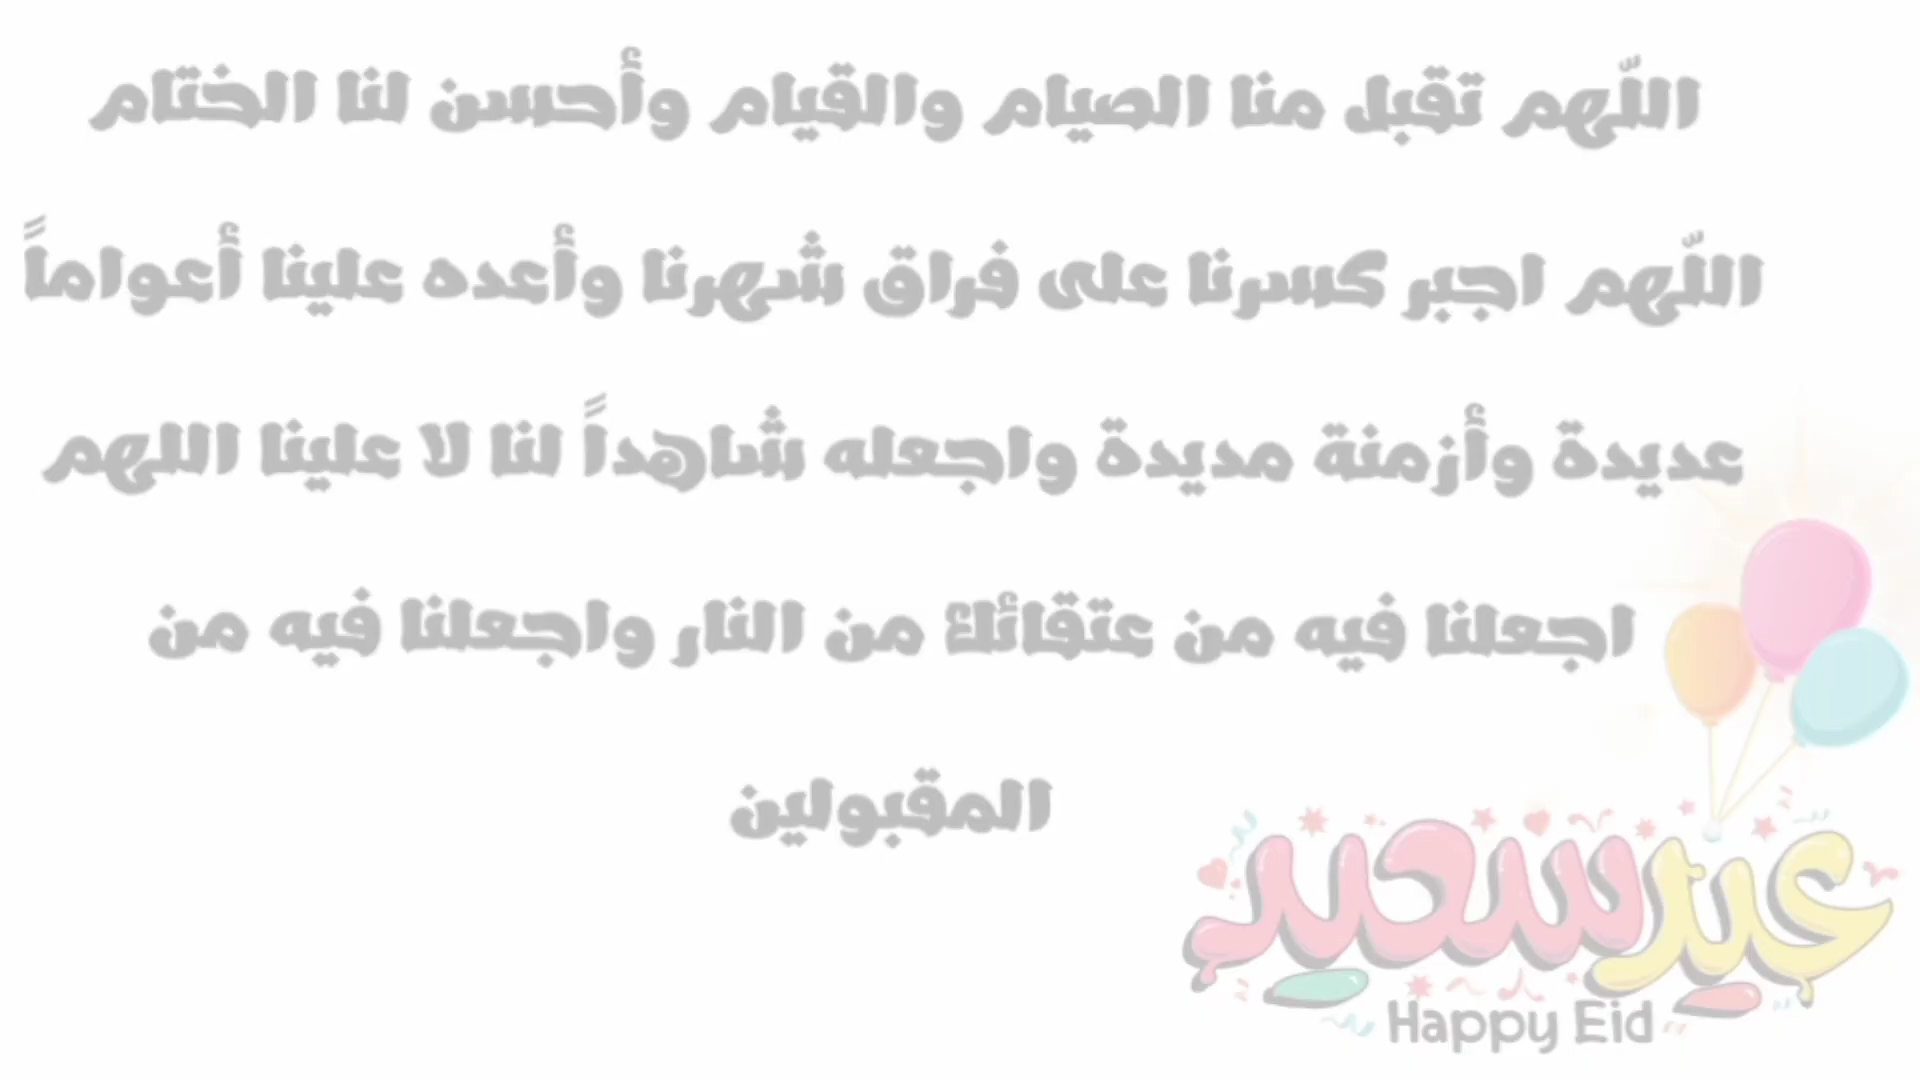 اللّهم تقبل منا الصيام والقيام وأحسن لنا الختام
اللّهم اجبر كسرنا على فراق شهرنا وأعده علينا أعواماً
عديدة وأزمنة مديدة واجعله شاهداً لنا لا علينا اللهم
اجعلنا فيه من عتقائك من النار واجعلنا فيه من
المقبولين
عيد سعيد
Happy Eid